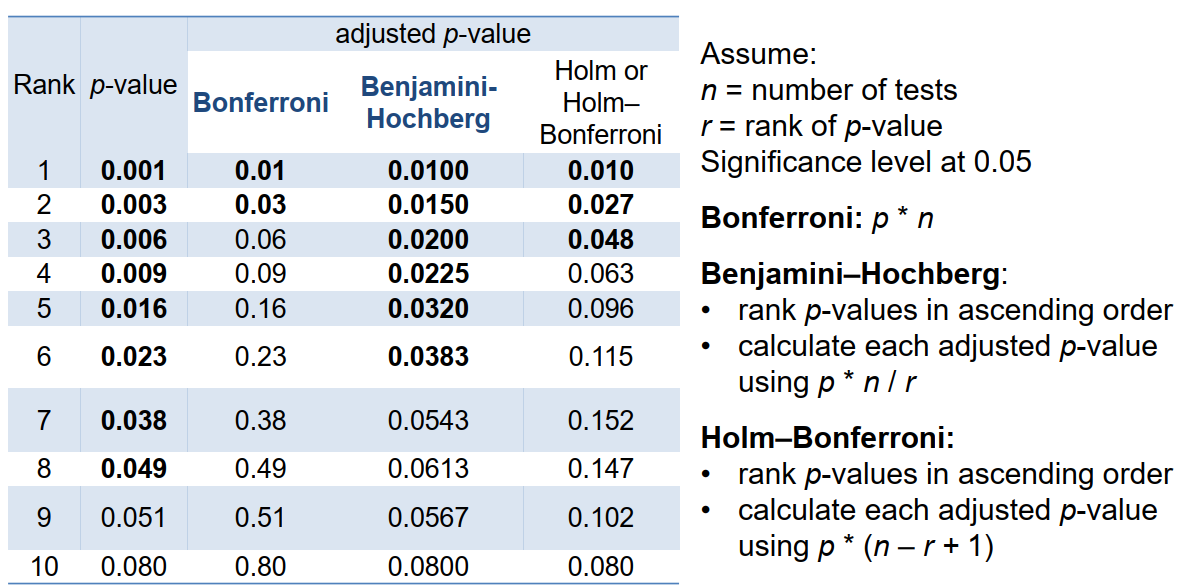 adjusted p-value
Rank p-value Bonferroni Benjamini-Hochberg Holm or Holm–Bonferroni
1 0.001 0.01 0.0100 0.010
2 0.003 0.03 0.0150 0.027
3 0.006 0.06 0.0200 0.048
4 0.009 0.09 0.0225 0.063
5 0.016 0.16 0.0320 0.096
6 0.023 0.23 0.0383 0.115
7 0.038 0.38 0.0543 0.152
8 0.049 0.49 0.0613 0.147
9 0.051 0.51 0.0567 0.102
10 0.080 0.80 0.0800 0.080
Assume:
n = number of tests
r = rank of p-value
Significance level at 0.05
Bonferroni: p * n
Benjamini–Hochberg:
• rank p-values in ascending order
• calculate each adjusted p-value
using p * n / r
Holm–Bonferroni:
• rank p-values in ascending order
• calculate each adjusted p-value
using p * (n – r + 1)